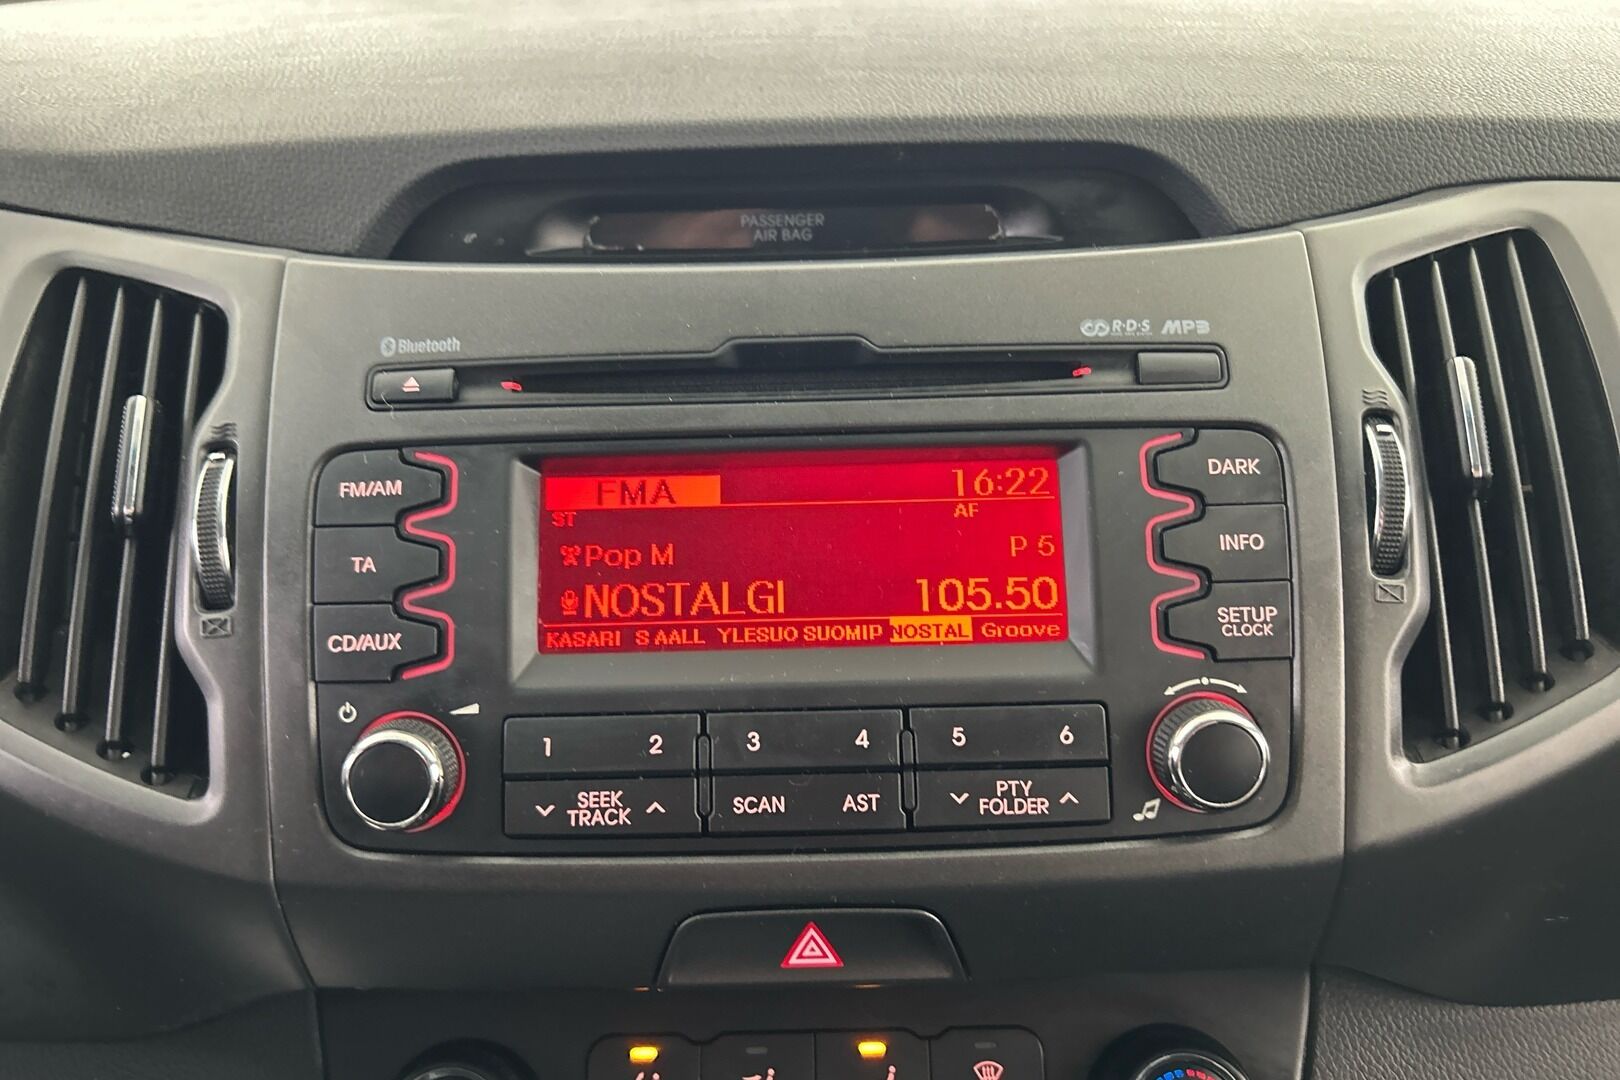 PASSENGER
AIR BAG
Bluetooth
R·D·S MP3
FM/AM
TA
CD/AUX
FMA 16:22
ST AF
Pop M P 5
NOSTALGI 105.50
KASARI S AALL YLESUO SUOMIP NOSTAL Groove
DARK
INFO
SETUP
CLOCK
1 2 3 4 5 6
SEEK
TRACK
SCAN AST
PTY
FOLDER